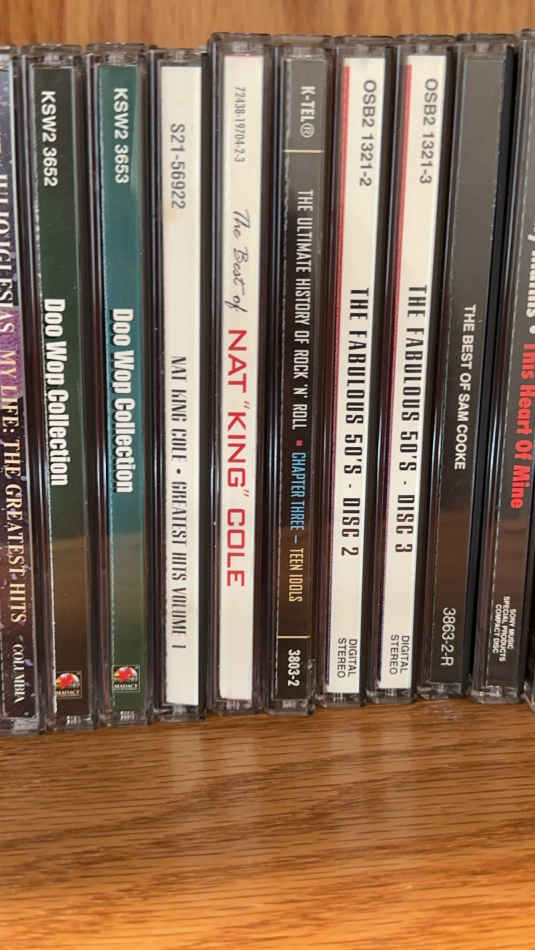 JULIO IGLESIAS MY LIFE: THE GREATEST HITS COLUMBIA
KSW2 3652 Doo Wop Collection MADACY
KSW2 3653 Doo Wop Collection MADACY
S21-56922 NAT KING COLE • GREATEST HITS VOLUME 1
72438-19704-2-3 The Best of NAT "KING" COLE
K-TEL® THE ULTIMATE HISTORY OF ROCK 'N' ROLL ▪ CHAPTER THREE – TEEN IDOLS 3803-2
OSB2 1321-2 THE FABULOUS 50'S - DISC 2 DIGITAL STEREO
OSB2 1321-3 THE FABULOUS 50'S - DISC 3 DIGITAL STEREO
THE BEST OF SAM COOKE 3863-2-R
• This Heart Of Mine
SONY MUSIC
SPECIAL PRODUCTS
COMPACT DISC